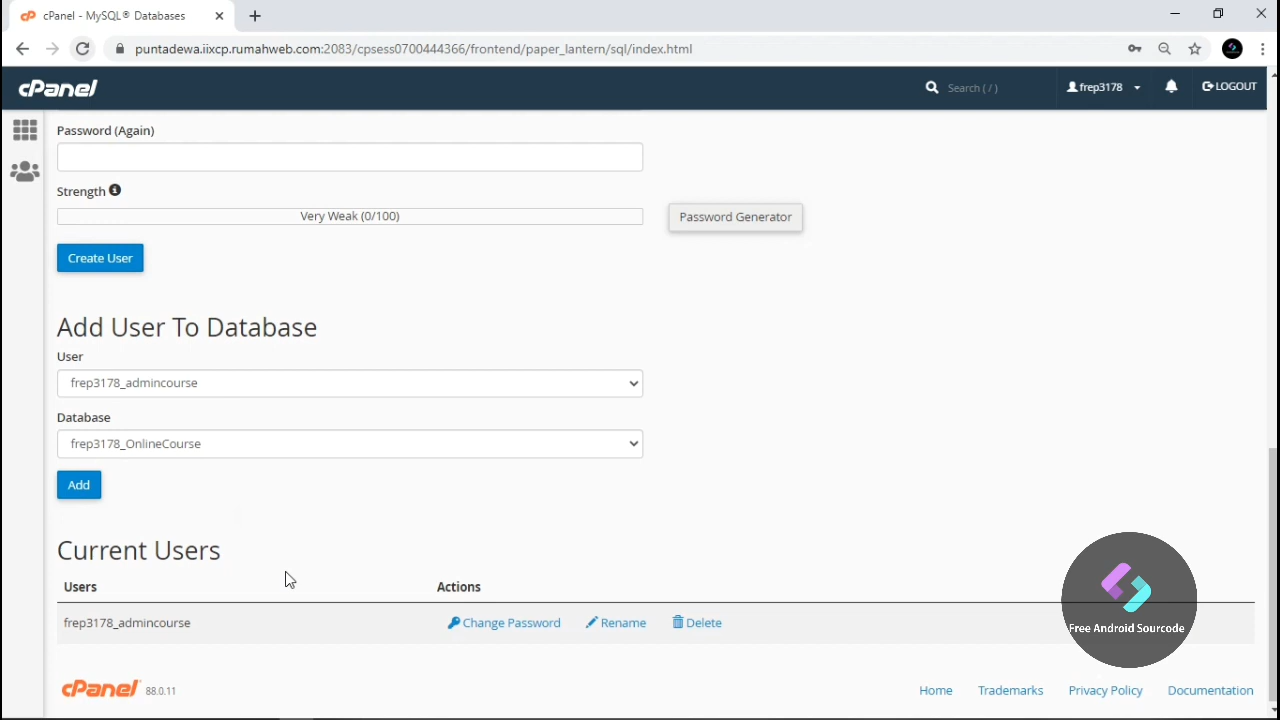 cPanel - MySQL® Databases
puntadewa.iixcp.rumahweb.com:2083/cpsess0700444366/frontend/paper_lantern/sql/index.html
cPanel
Search ( / )
frep3178
LOGOUT
Password (Again)
Strength
Very Weak (0/100)
Password Generator
Create User
Add User To Database
User
frep3178_admincourse
Database
frep3178_OnlineCourse
Add
Current Users
Users Actions
frep3178_admincourse Change Password Rename Delete
Free Android Sourcode
cPanel 88.0.11 Home Trademarks Privacy Policy Documentation